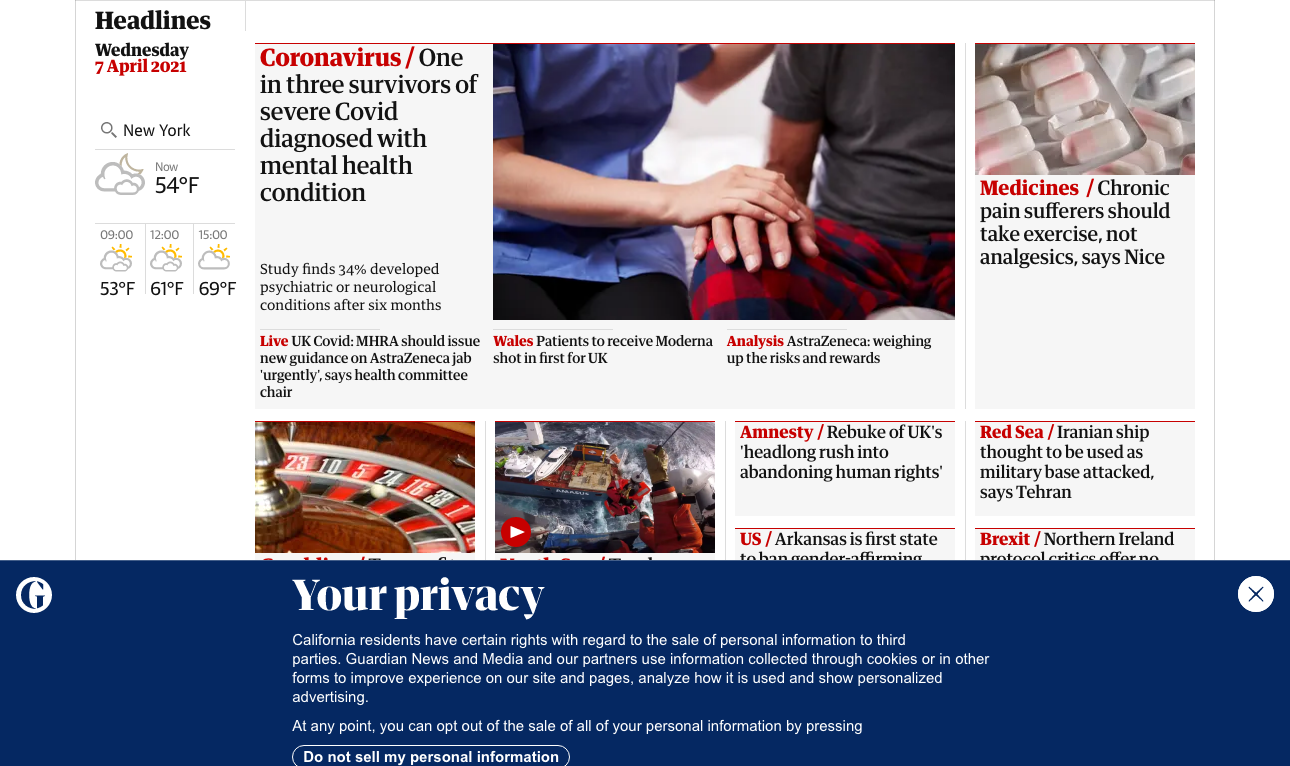 Headlines
Wednesday
7 April 2021
New York
Now
54°F
09:00
12:00
15:00
53°F
61°F
69°F
Coronavirus / One
in three survivors of
severe Covid
diagnosed with
mental health
condition
Study finds 34% developed
psychiatric or neurological
conditions after six months
Live UK Covid: MHRA should issue
new guidance on AstraZeneca jab
'urgently', says health committee
chair
Wales Patients to receive Moderna
shot in first for UK
Analysis AstraZeneca: weighing
up the risks and rewards
Medicines / Chronic
pain sufferers should
take exercise, not
analgesics, says Nice
Amnesty / Rebuke of UK's
'headlong rush into
abandoning human rights'
Red Sea / Iranian ship
thought to be used as
military base attacked,
says Tehran
US / Arkansas is first state
to ban gender-affirming
Brexit / Northern Ireland
protocol critics offer no
Your privacy
California residents have certain rights with regard to the sale of personal information to third
parties. Guardian News and Media and our partners use information collected through cookies or in other
forms to improve experience on our site and pages, analyze how it is used and show personalized
advertising.
At any point, you can opt out of the sale of all of your personal information by pressing
Do not sell my personal information